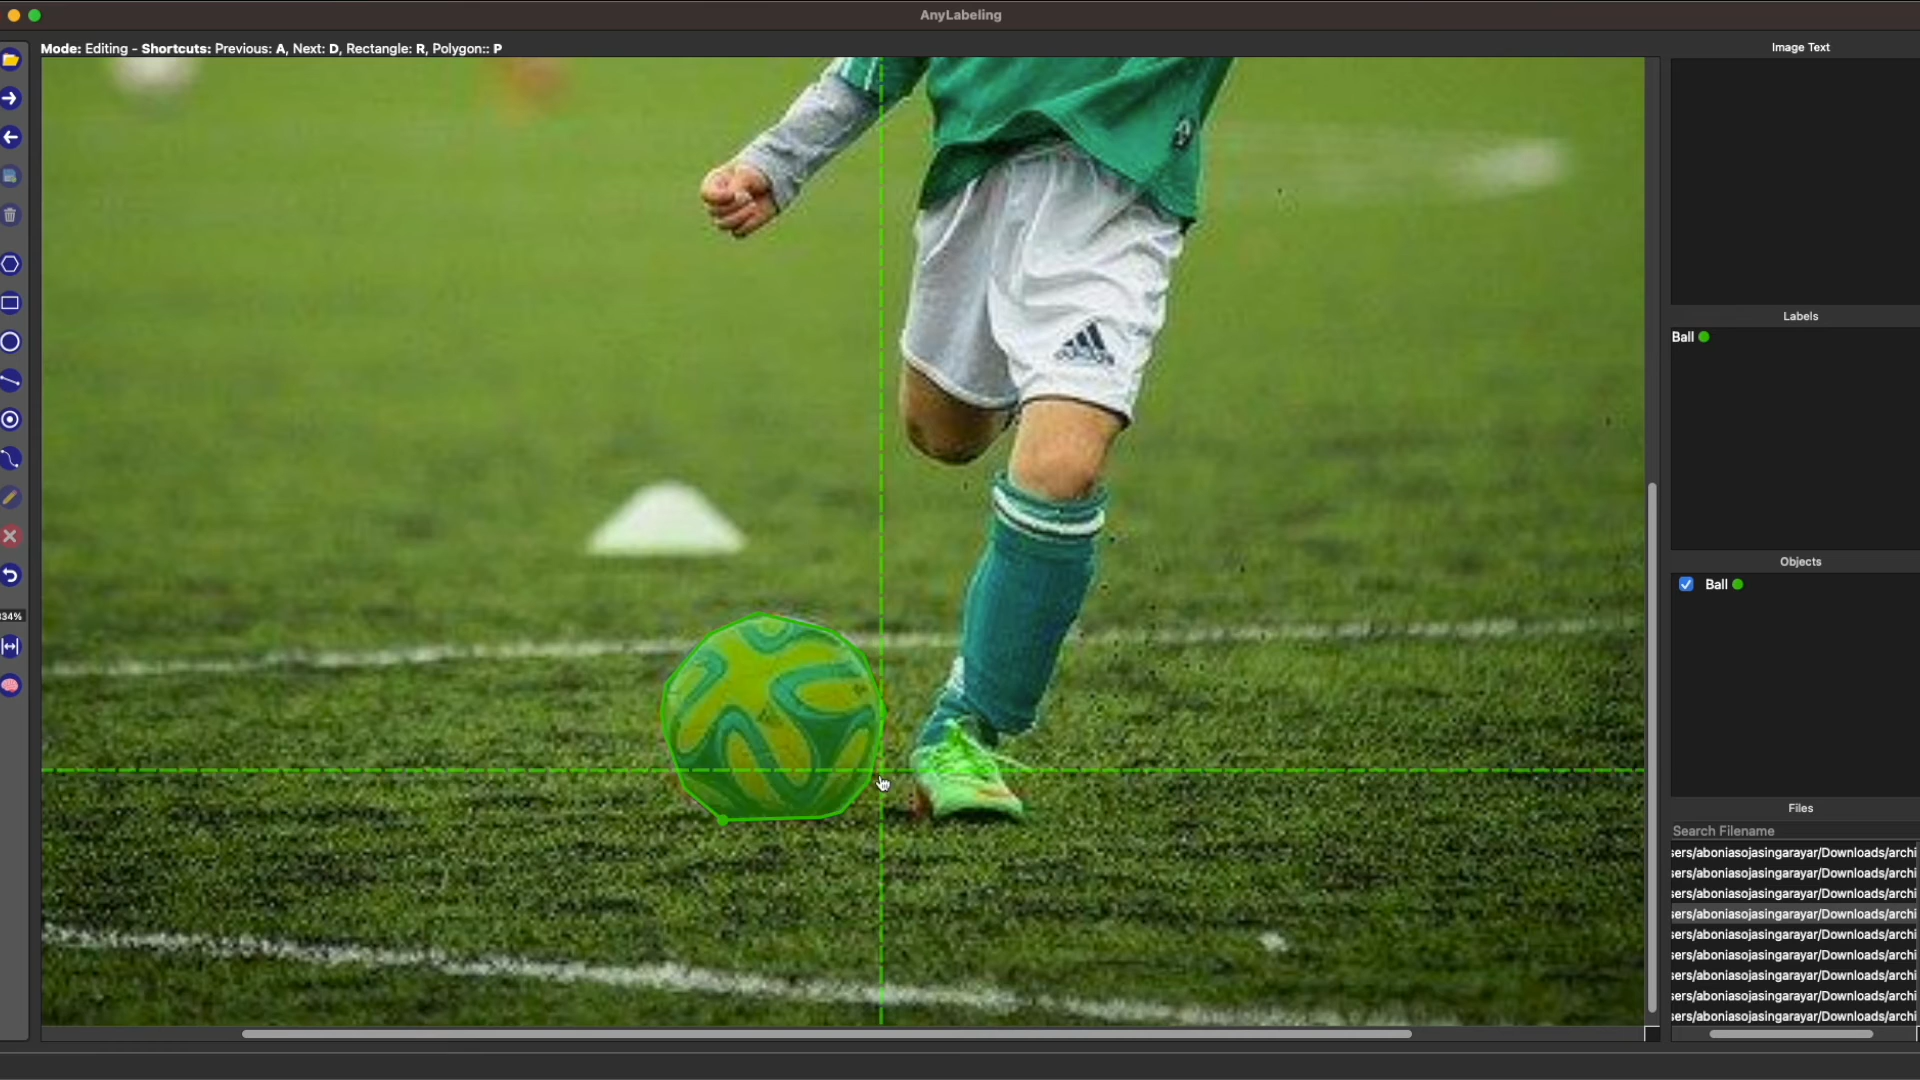 AnyLabeling
Mode: Editing - Shortcuts: Previous: A, Next: D, Rectangle: R, Polygon:: P
Image Text
Labels
Ball
Objects
Ball
34%
Files
Search Filename
sers/aboniasojasingarayar/Downloads/archi
sers/aboniasojasingarayar/Downloads/archi
sers/aboniasojasingarayar/Downloads/archi
sers/aboniasojasingarayar/Downloads/archi
sers/aboniasojasingarayar/Downloads/archi
sers/aboniasojasingarayar/Downloads/archi
sers/aboniasojasingarayar/Downloads/archi
sers/aboniasojasingarayar/Downloads/archi
sers/aboniasojasingarayar/Downloads/archi